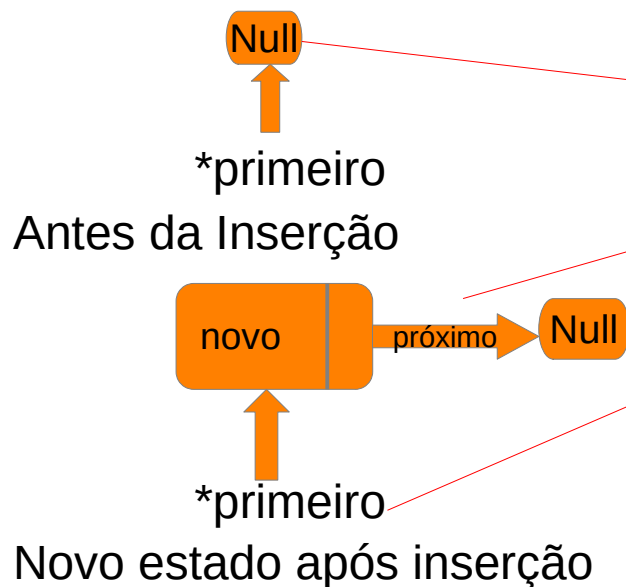 Null
*primeiro
Antes da Inserção
novo
próximo
Null
*primeiro
Novo estado após inserção